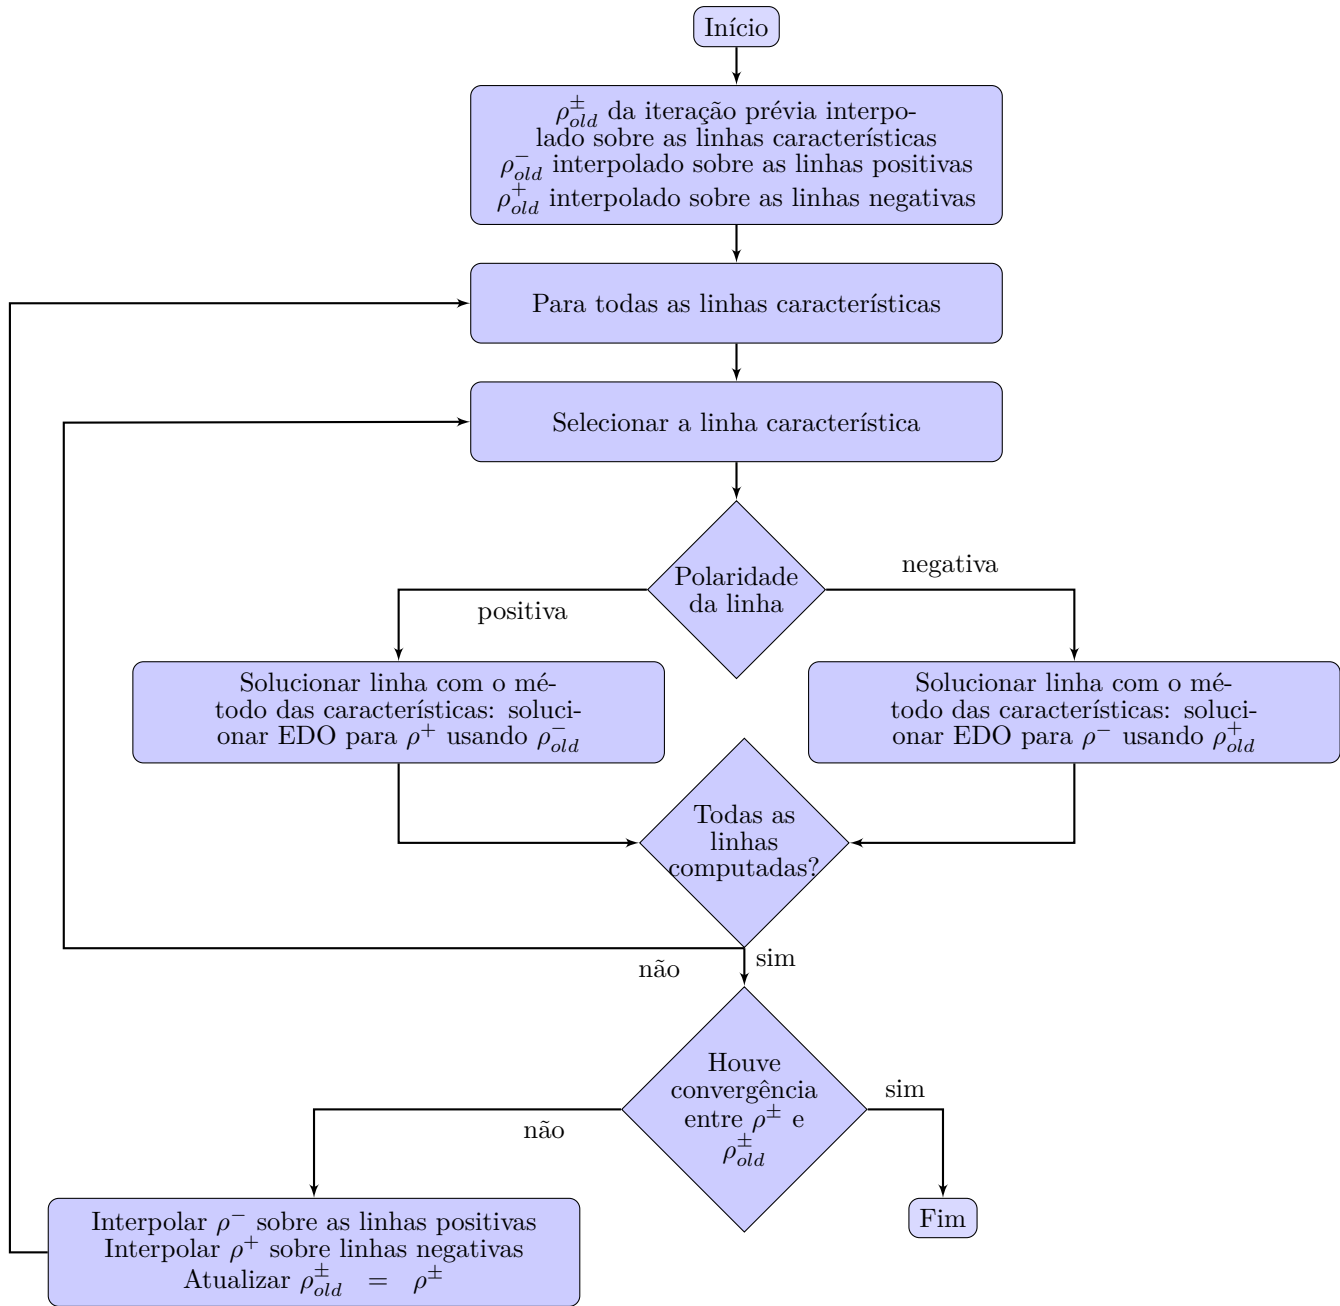 Início
ρ±old da iteração prévia interpo-
lado sobre as linhas características
ρ−old interpolado sobre as linhas positivas
ρ+old interpolado sobre as linhas negativas
Para todas as linhas características
Selecionar a linha característica
Polaridade
da linha
negativa
positiva
Solucionar linha com o mé-
todo das características: soluci-
onar EDO para ρ+ usando ρ−old
Solucionar linha com o mé-
todo das características: soluci-
onar EDO para ρ− usando ρ+old
Todas as
linhas
computadas?
não
sim
Houve
convergência
entre ρ± e
ρ±old
não
sim
Interpolar ρ− sobre as linhas positivas
Interpolar ρ+ sobre linhas negativas
Atualizar ρ±old = ρ±
Fim